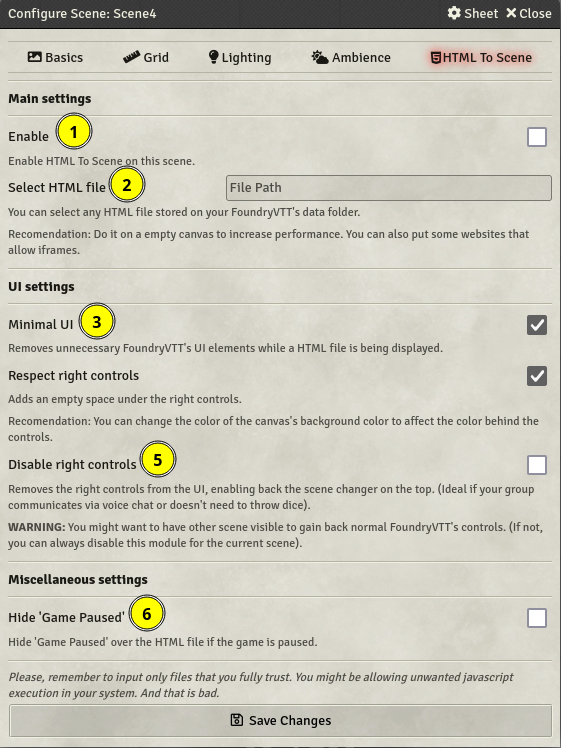 Configure Scene: Scene4
Sheet
Close
Basics
Grid
Lighting
Ambience
HTML To Scene
Main settings
Enable
1
Enable HTML To Scene on this scene.
Select HTML file
2
File Path
You can select any HTML file stored on your FoundryVTT's data folder.
Recomendation: Do it on a empty canvas to increase performance. You can also put some websites that
allow iframes.
UI settings
Minimal UI
3
Removes unnecessary FoundryVTT's UI elements while a HTML file is being displayed.
Respect right controls
Adds an empty space under the right controls.
Recomendation: You can change the color of the canvas's background color to affect the color behind the
controls.
Disable right controls
5
Removes the right controls from the UI, enabling back the scene changer on the top. (Ideal if your group
communicates via voice chat or doesn't need to throw dice).
WARNING: You might want to have other scene visible to gain back normal FoundryVTT's controls. (If not,
you can always disable this module for the current scene).
Miscellaneous settings
Hide 'Game Paused'
6
Hide 'Game Paused' over the HTML file if the game is paused.
Please, remember to input only files that you fully trust. You might be allowing unwanted javascript
execution in your system. And that is bad.
Save Changes